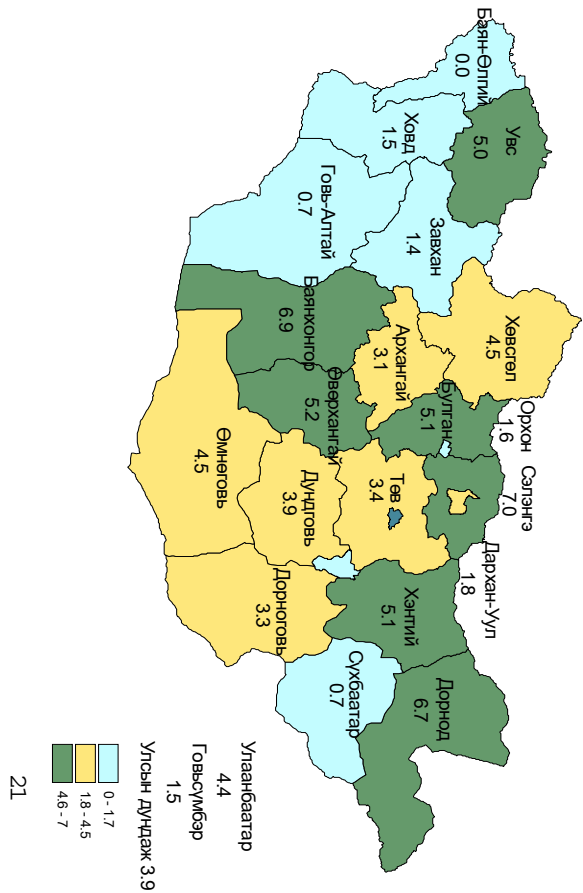 Баян-Өлгий
0.0
Увс
5.0
Ховд
1.5
Говь-Алтай
0.7
Завхан
1.4
Хөвсгөл
4.5
Баянхонгор
6.9
Архангай
3.1
Өвөрхангай
5.2
Булган
5.1
Орхон
1.6
Сэлэнгэ
7.0
Дархан-Уул
1.8
Төв
3.4
Өмнөговь
4.5
Дундговь
3.9
Дорноговь
3.3
Хэнтий
5.1
Сүхбаатар
0.7
Дорнод
6.7
Улаанбаатар
4.4
Говьсүмбэр
1.5
Улсын дундаж 3.9
0 - 1.7
1.8 - 4.5
4.6 - 7
21